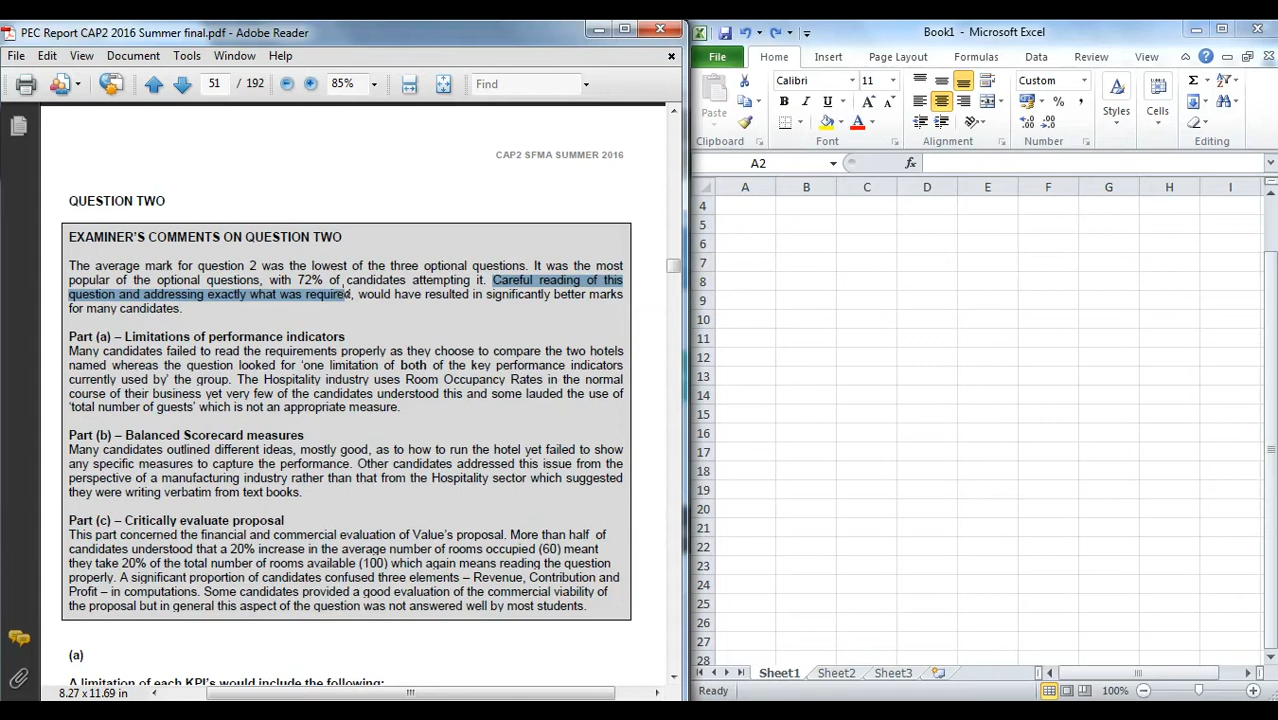 PEC Report CAP2 2016 Summer final.pdf - Adobe Reader
File Edit View Document Tools Window Help
51 / 192 85% Find
CAP2 SFMA SUMMER 2016
QUESTION TWO
EXAMINER'S COMMENTS ON QUESTION TWO
The average mark for question 2 was the lowest of the three optional questions. It was the most
popular of the optional questions, with 72% of candidates attempting it. Careful reading of this
question and addressing exactly what was required, would have resulted in significantly better marks
for many candidates.
Part (a) – Limitations of performance indicators
Many candidates failed to read the requirements properly as they choose to compare the two hotels
named whereas the question looked for 'one limitation of both of the key performance indicators
currently used by' the group. The Hospitality industry uses Room Occupancy Rates in the normal
course of their business yet very few of the candidates understood this and some lauded the use of
'total number of guests' which is not an appropriate measure.
Part (b) – Balanced Scorecard measures
Many candidates outlined different ideas, mostly good, as to how to run the hotel yet failed to show
any specific measures to capture the performance. Other candidates addressed this issue from the
perspective of a manufacturing industry rather than that from the Hospitality sector which suggested
they were writing verbatim from text books.
Part (c) – Critically evaluate proposal
This part concerned the financial and commercial evaluation of Value's proposal. More than half of
candidates understood that a 20% increase in the average number of rooms occupied (60) meant
they take 20% of the total number of rooms available (100) which again means reading the question
properly. A significant proportion of candidates confused three elements – Revenue, Contribution and
Profit – in computations. Some candidates provided a good evaluation of the commercial viability of
the proposal but in general this aspect of the question was not answered well by most students.
(a)
A limitation of each KPI's would include the following:
8.27 x 11.69 in
Book1 - Microsoft Excel
File Home Insert Page Layout Formulas Data Review View
Paste
Calibri 11
Custom
Styles
Cells
Clipboard Font Alignment Number Editing
A2 fx
A B C D E F G H I
4
5
6
7
8
9
10
11
12
13
14
15
16
17
18
19
20
21
22
23
24
25
26
27
28
Sheet1 Sheet2 Sheet3
Ready 100%